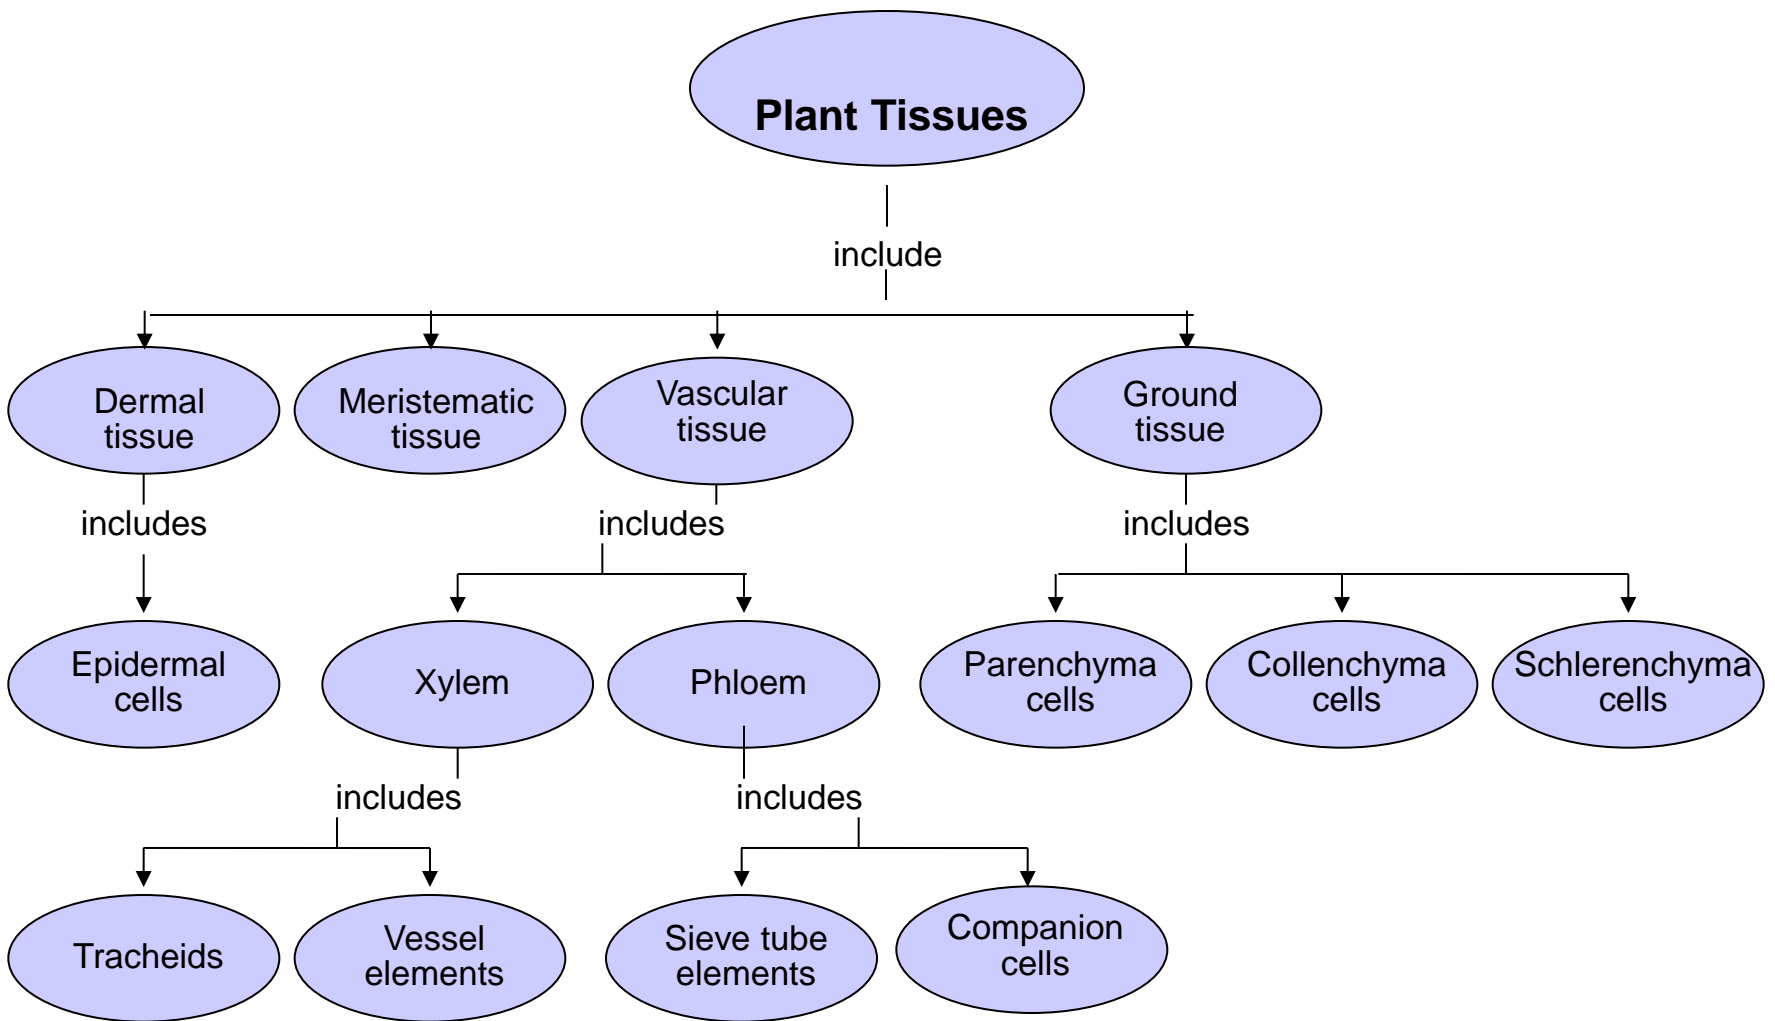 Plant Tissues
include
Dermal
tissue
Meristematic
tissue
Vascular
tissue
Ground
tissue
includes
includes
includes
Epidermal
cells
Xylem
Phloem
Parenchyma
cells
Collenchyma
cells
Schlerenchyma
cells
includes
includes
Tracheids
Vessel
elements
Sieve tube
elements
Companion
cells